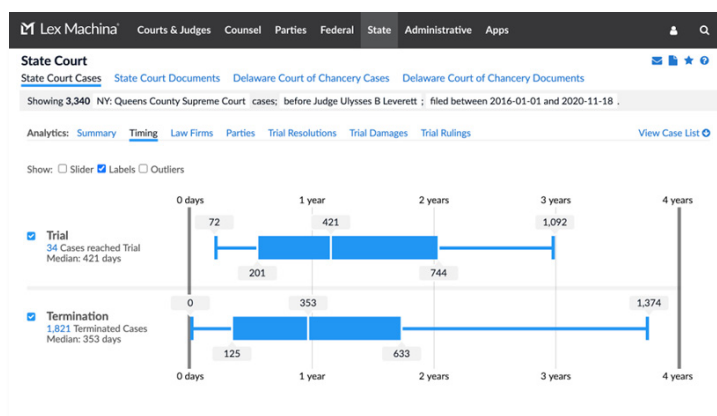 Lex Machina Courts & Judges Counsel Parties Federal State Administrative Apps
State Court
State Court Cases State Court Documents Delaware Court of Chancery Cases Delaware Court of Chancery Documents
Showing 3,340 NY: Queens County Supreme Court cases; before Judge Ulysses B Leverett ; filed between 2016-01-01 and 2020-11-18 .
Analytics: Summary Timing Law Firms Parties Trial Resolutions Trial Damages Trial Rulings View Case List
Show: Slider Labels Outliers
0 days 1 year 2 years 3 years 4 years
72 421 1,092
Trial
34 Cases reached Trial
Median: 421 days
201 744
0 353 1,374
Termination
1,821 Terminated Cases
Median: 353 days
125 633
0 days 1 year 2 years 3 years 4 years